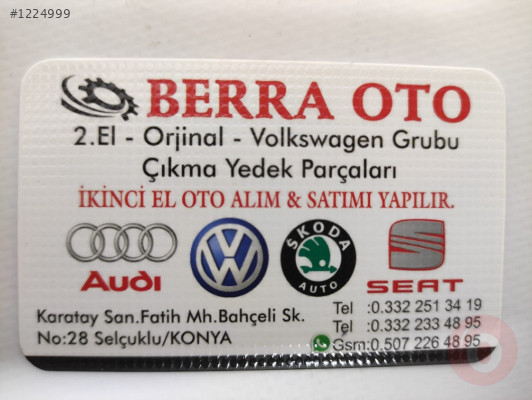 #1224999
BERRA OTO
2.El - Orjinal - Volkswagen Grubu
Çıkma Yedek Parçaları
İKİNCİ EL OTO ALIM & SATIMI YAPILIR.
Audi
VW
ŠKODA
AUTO
SEAT
Karatay San.Fatih Mh.Bahçeli Sk.
No:28 Selçuklu/KONYA
Tel :0.332 251 34 19
Tel :0.332 233 48 95
Gsm:0.507 226 48 95